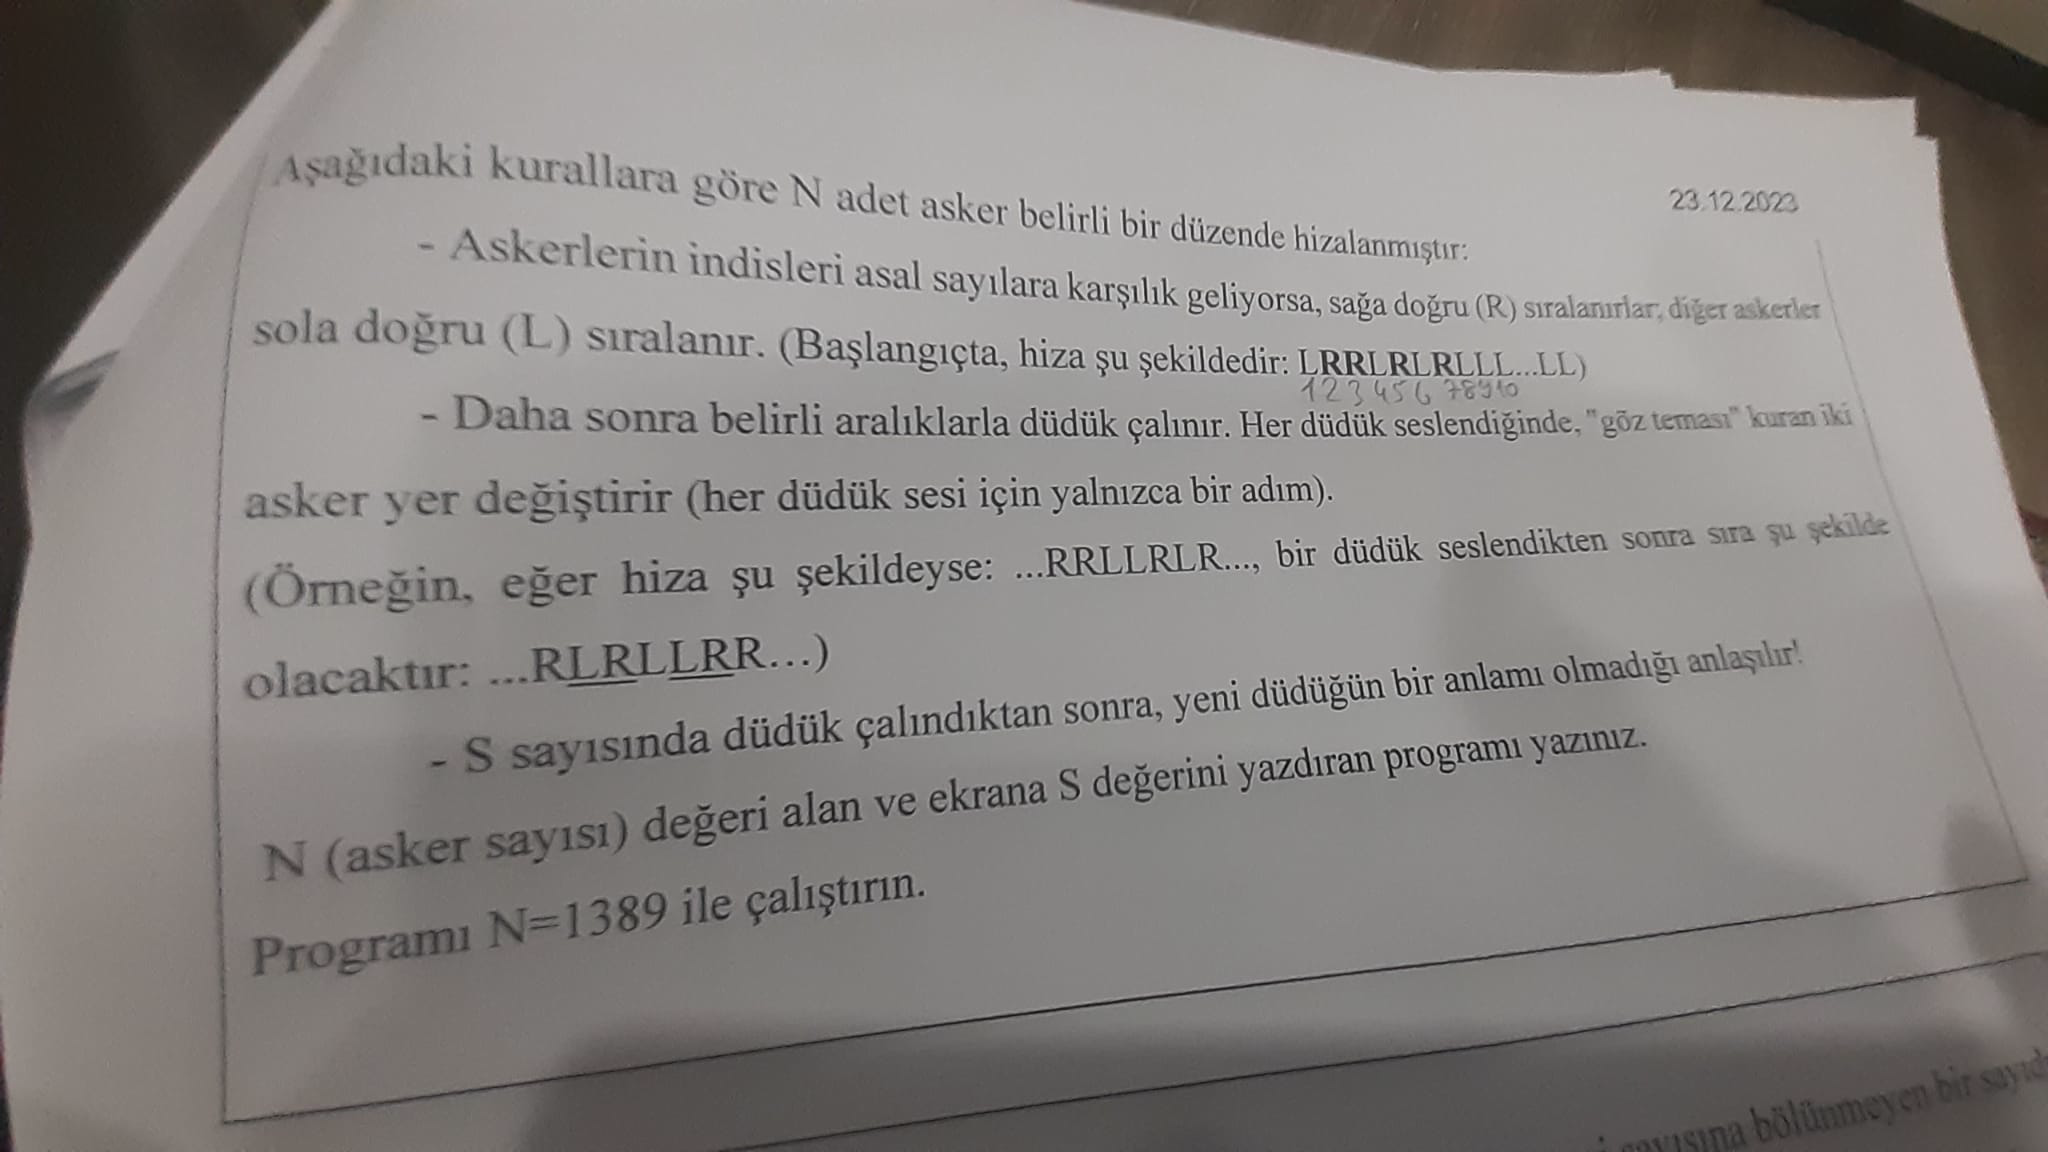 23.12.2023
Aşağıdaki kurallara göre N adet asker belirli bir düzende hizalanmıştır:
- Askerlerin indisleri asal sayılara karşılık geliyorsa, sağa doğru (R) sıralanırlar, diğer askerler
sola doğru (L) sıralanır. (Başlangıçta, hiza şu şekildedir: LRRLRLRLLL...LL)
1 2 3 4 5 6 7 8 9 10
- Daha sonra belirli aralıklarla düdük çalınır. Her düdük seslendiğinde, "göz teması" kuran iki
asker yer değiştirir (her düdük sesi için yalnızca bir adım).
(Örneğin, eğer hiza şu şekildeyse: ...RRLLRLR..., bir düdük seslendikten sonra sıra şu şekilde
olacaktır: ...RLRLLRR...)
- S sayısında düdük çalındıktan sonra, yeni düdüğün bir anlamı olmadığı anlaşılır!
N (asker sayısı) değeri alan ve ekrana S değerini yazdıran programı yazınız.
Programı N=1389 ile çalıştırın.
sayısına bölünmeyen bir